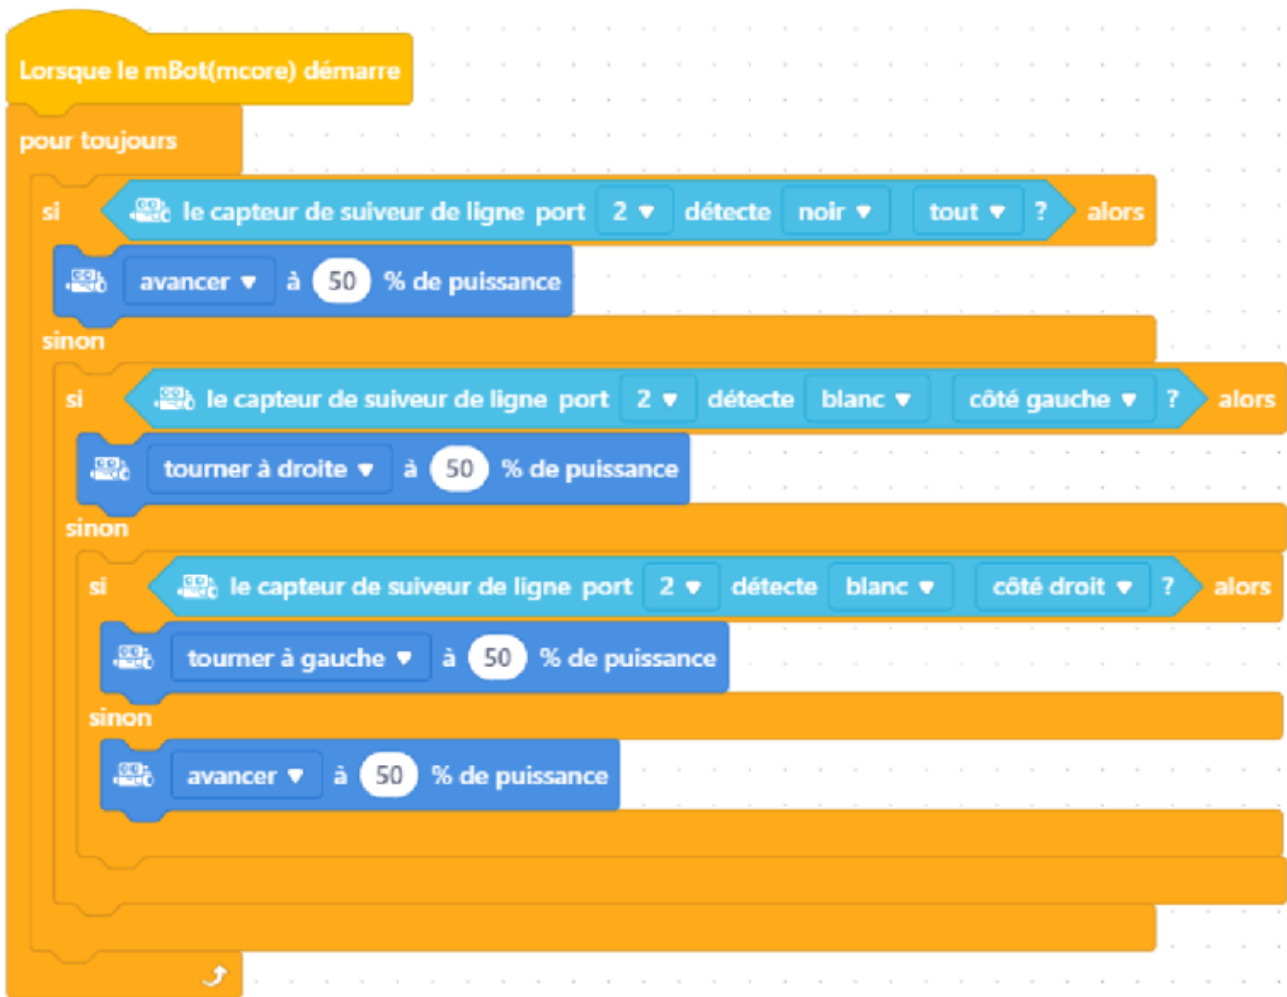 Lorsque le mBot(mcore) démarre
pour toujours
si le capteur de suiveur de ligne port 2 détecte noir tout ? alors
avancer à 50 % de puissance
sinon
si le capteur de suiveur de ligne port 2 détecte blanc côté gauche ? alors
tourner à droite à 50 % de puissance
sinon
si le capteur de suiveur de ligne port 2 détecte blanc côté droit ? alors
tourner à gauche à 50 % de puissance
sinon
avancer à 50 % de puissance